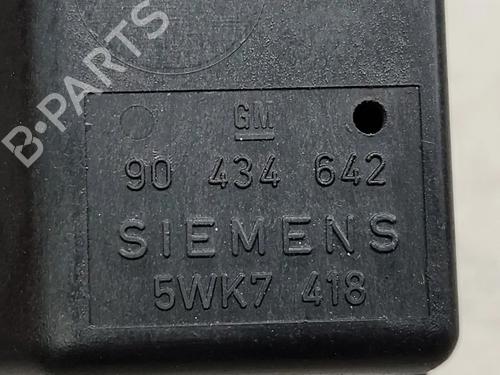 B-PARTS
GM
90 434 642
SIEMENS
5WK7 418